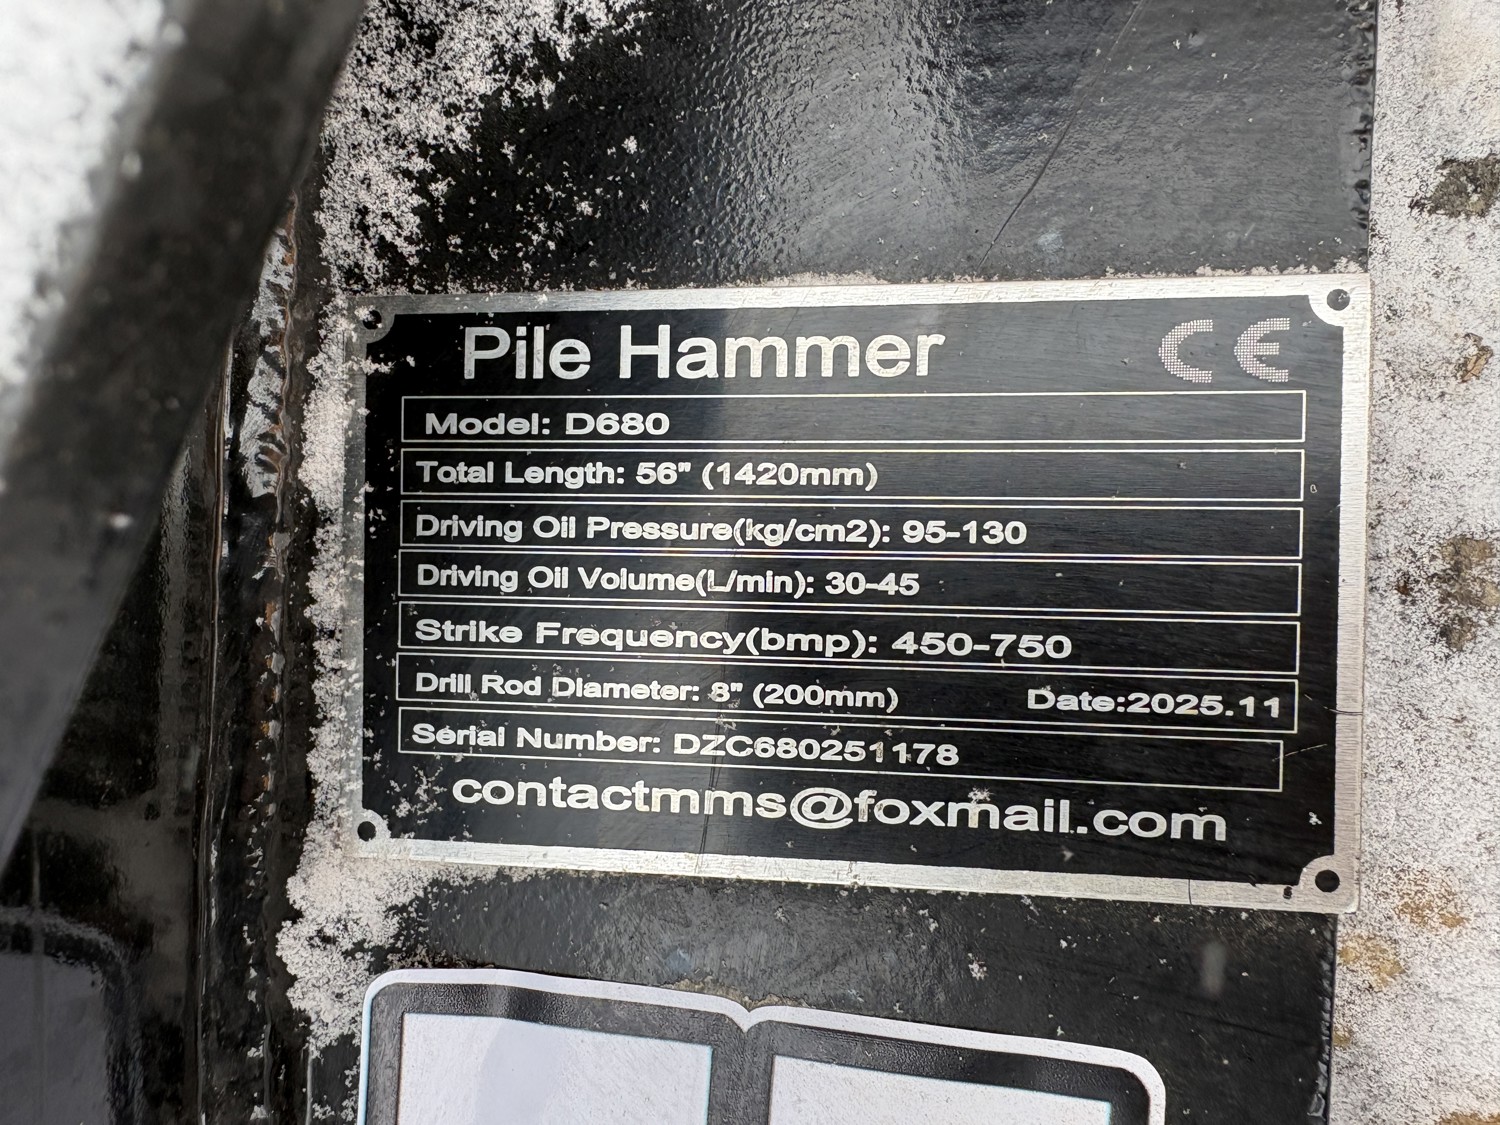 Pile Hammer CE
Model: D680
Total Length: 56" (1420mm)
Driving Oil Pressure(kg/cm2): 95-130
Driving Oil Volume(L/min): 30-45
Strike Frequency(bmp): 450-750
Drill Rod Diameter: 8" (200mm) Date:2025.11
Serial Number: DZC680251178
contactmms@foxmail.com